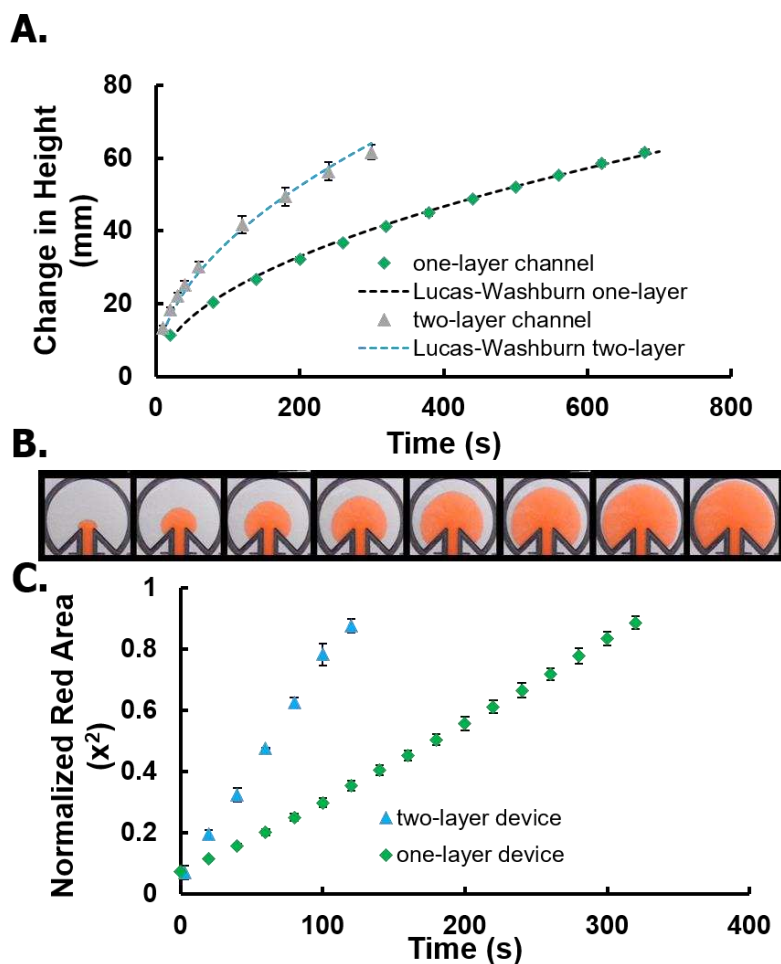 A.
80
60
40
20
0
Change in Height
(mm)
one-layer channel
Lucas-Washburn one-layer
two-layer channel
Lucas-Washburn two-layer
0 200 400 600 800
Time (s)
B.
C.
1
0.8
0.6
0.4
0.2
0
Normalized Red Area
(x²)
two-layer device
one-layer device
0 100 200 300 400
Time (s)